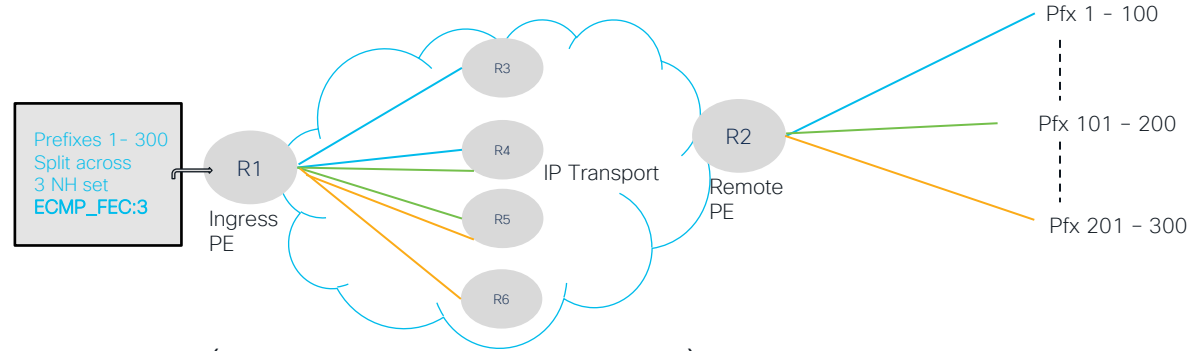 Pfx 1 – 100
R3
Prefixes 1- 300
Split across
3 NH set
ECMP_FEC:3
R1
R4
R2
Pfx 101 – 200
IP Transport
Ingress
PE
R5
Remote
PE
Pfx 201 – 300
R6